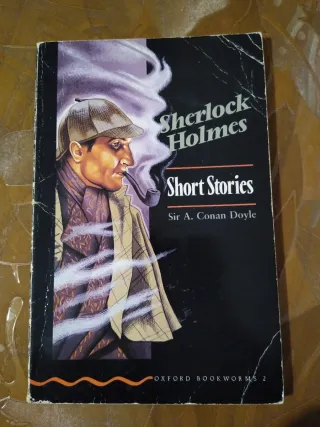 Sherlock
Holmes
Short Stories
Sir A. Conan Doyle
OXFORD BOOKWORMS 2